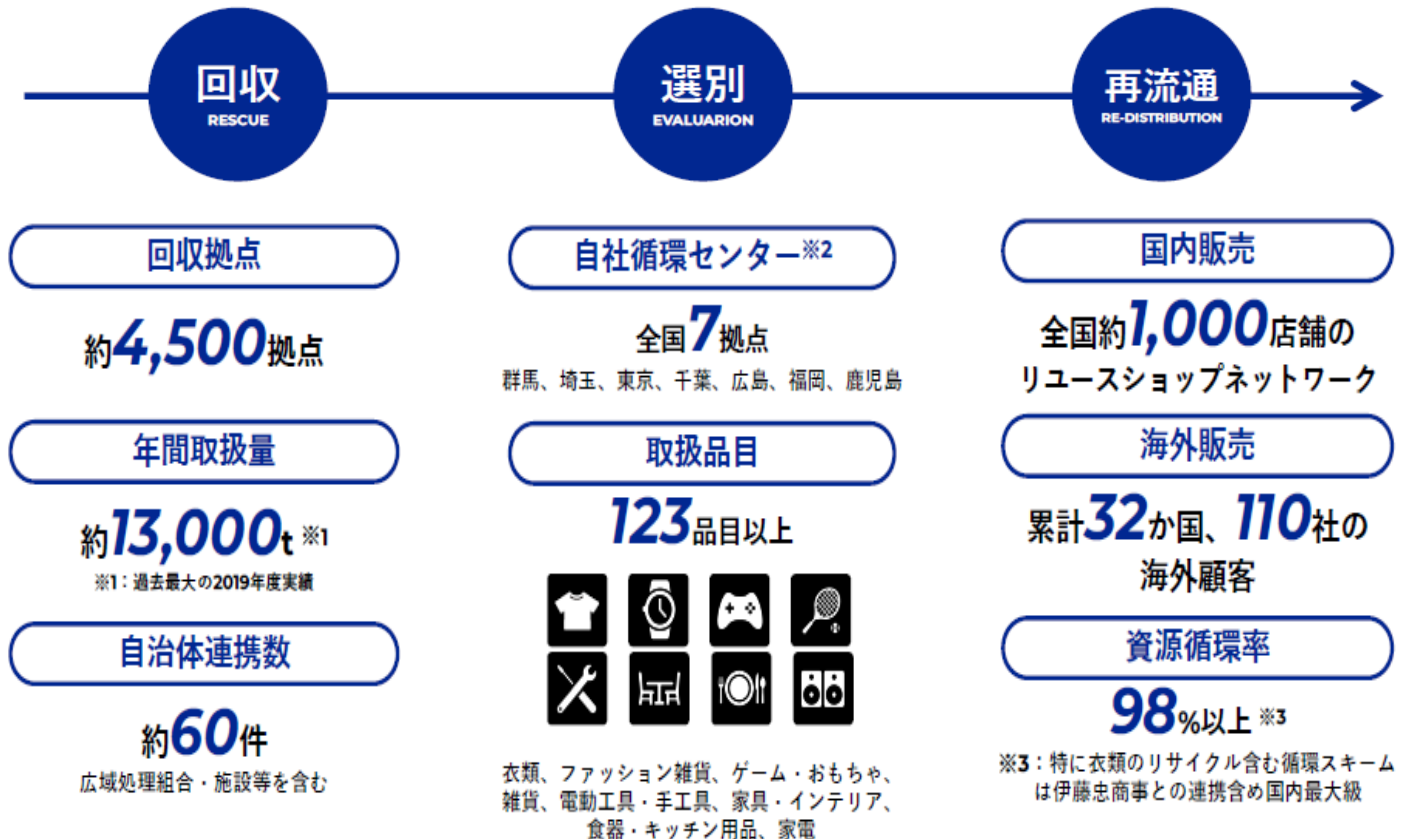 回収
RESCUE
選別
EVALUARION
再流通
RE-DISTRIBUTION
回収拠点
約4,500拠点
年間取扱量
約13,000t ※1
※1：過去最大の2019年度実績
自治体連携数
約60件
広域処理組合・施設等を含む
自社循環センター※2
全国7拠点
群馬、埼玉、東京、千葉、広島、福岡、鹿児島
取扱品目
123品目以上
衣類、ファッション雑貨、ゲーム・おもちゃ、
雑貨、電動工具・手工具、家具・インテリア、
食器・キッチン用品、家電
国内販売
全国約1,000店舗の
リユースショップネットワーク
海外販売
累計32か国、110社の
海外顧客
資源循環率
98%以上 ※3
※3：特に衣類のリサイクル含む循環スキーム
は伊藤忠商事との連携含め国内最大級